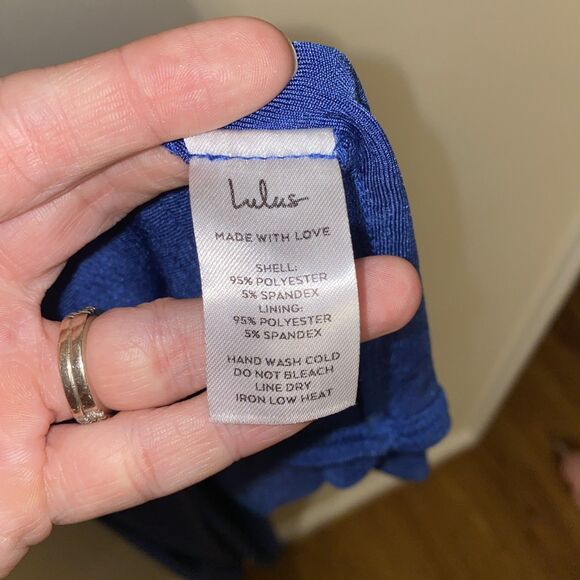 Lulus
MADE WITH LOVE
SHELL:
95% POLYESTER
5% SPANDEX
LINING:
95% POLYESTER
5% SPANDEX
HAND WASH COLD
DO NOT BLEACH
LINE DRY
IRON LOW HEAT